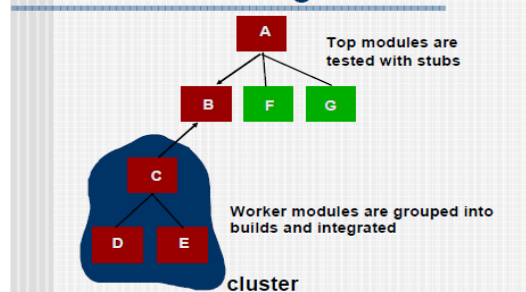 A
Top modules are
tested with stubs
B F G
C
Worker modules are grouped into
builds and integrated
D E
cluster